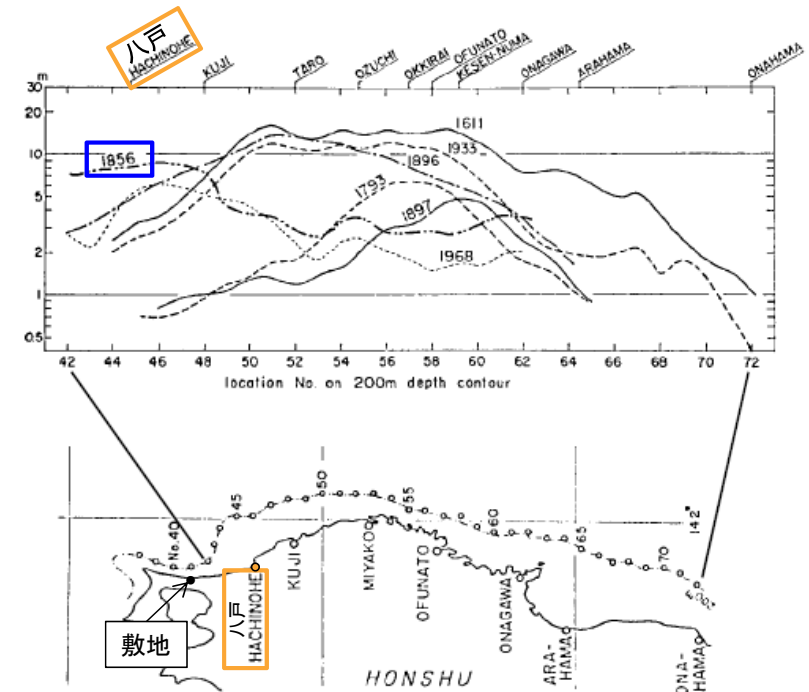 八戸
HACHINOHE
KUJI
TARO
OZUCHI
OKKIRAI
OFUNATO
KESEN-NUMA
ONAGAWA
ARAHAMA
ONAHAMA
m
30
20
10
5
2
1
0.5
1856
1611
1933
1896
1793
1897
1968
42 44 46 48 50 52 54 56 58 60 62 64 66 68 70 72
location No. on 200m depth contour
No.40
45
50
55
60
65
70
142°
敷地
八戸
HACHINOHE
KUJI
MIYAKO
OFUNATO
ONAGAWA
ARA-
HAMA
HAMA
HONSHU